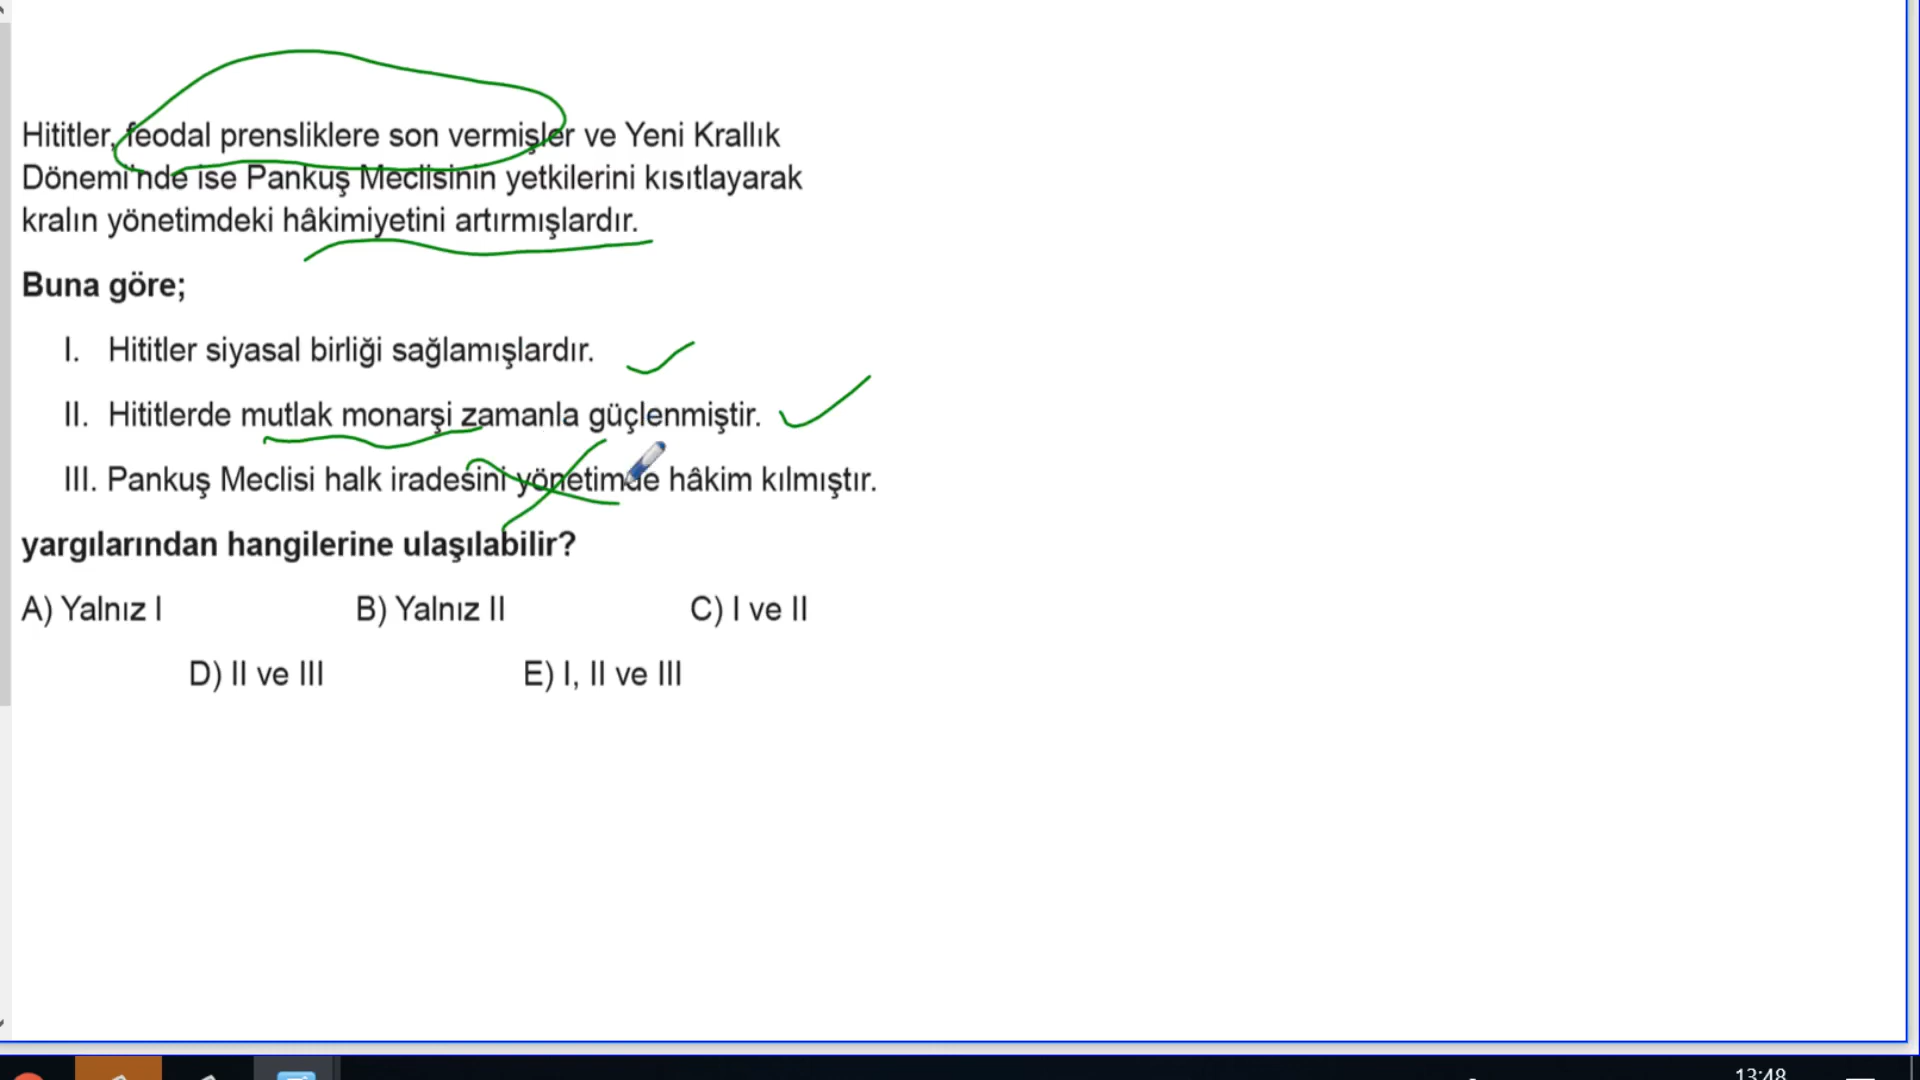 Hititler, feodal prensliklere son vermişler ve Yeni Krallık
Dönemi'nde ise Pankuş Meclisinin yetkilerini kısıtlayarak
kralın yönetimdeki hâkimiyetini artırmışlardır.
Buna göre;
I. Hititler siyasal birliği sağlamışlardır.
II. Hititlerde mutlak monarşi zamanla güçlenmiştir.
III. Pankuş Meclisi halk iradesini yönetimde hâkim kılmıştır.
yargılarından hangilerine ulaşılabilir?
A) Yalnız I B) Yalnız II C) I ve II
D) II ve III E) I, II ve III
13:48